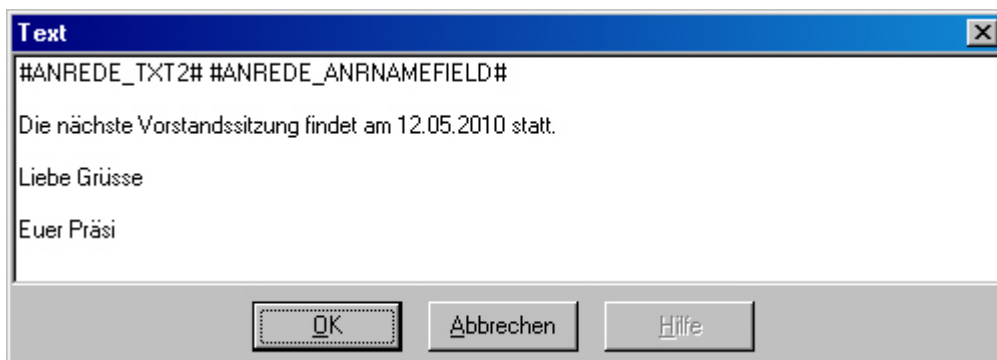 Text
#ANREDE_TXT2# #ANREDE_ANRNAMEFIELD#
Die nächste Vorstandssitzung findet am 12.05.2010 statt.
Liebe Grüsse
Euer Präsi
OK Abbrechen Hilfe